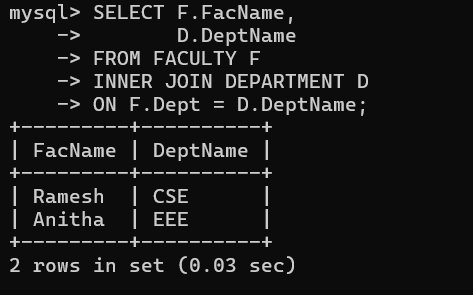 mysql> SELECT F.FacName,
    ->        D.DeptName
    -> FROM FACULTY F
    -> INNER JOIN DEPARTMENT D
    -> ON F.Dept = D.DeptName;
+---------+----------+
| FacName | DeptName |
+---------+----------+
| Ramesh  | CSE      |
| Anitha  | EEE      |
+---------+----------+
2 rows in set (0.03 sec)